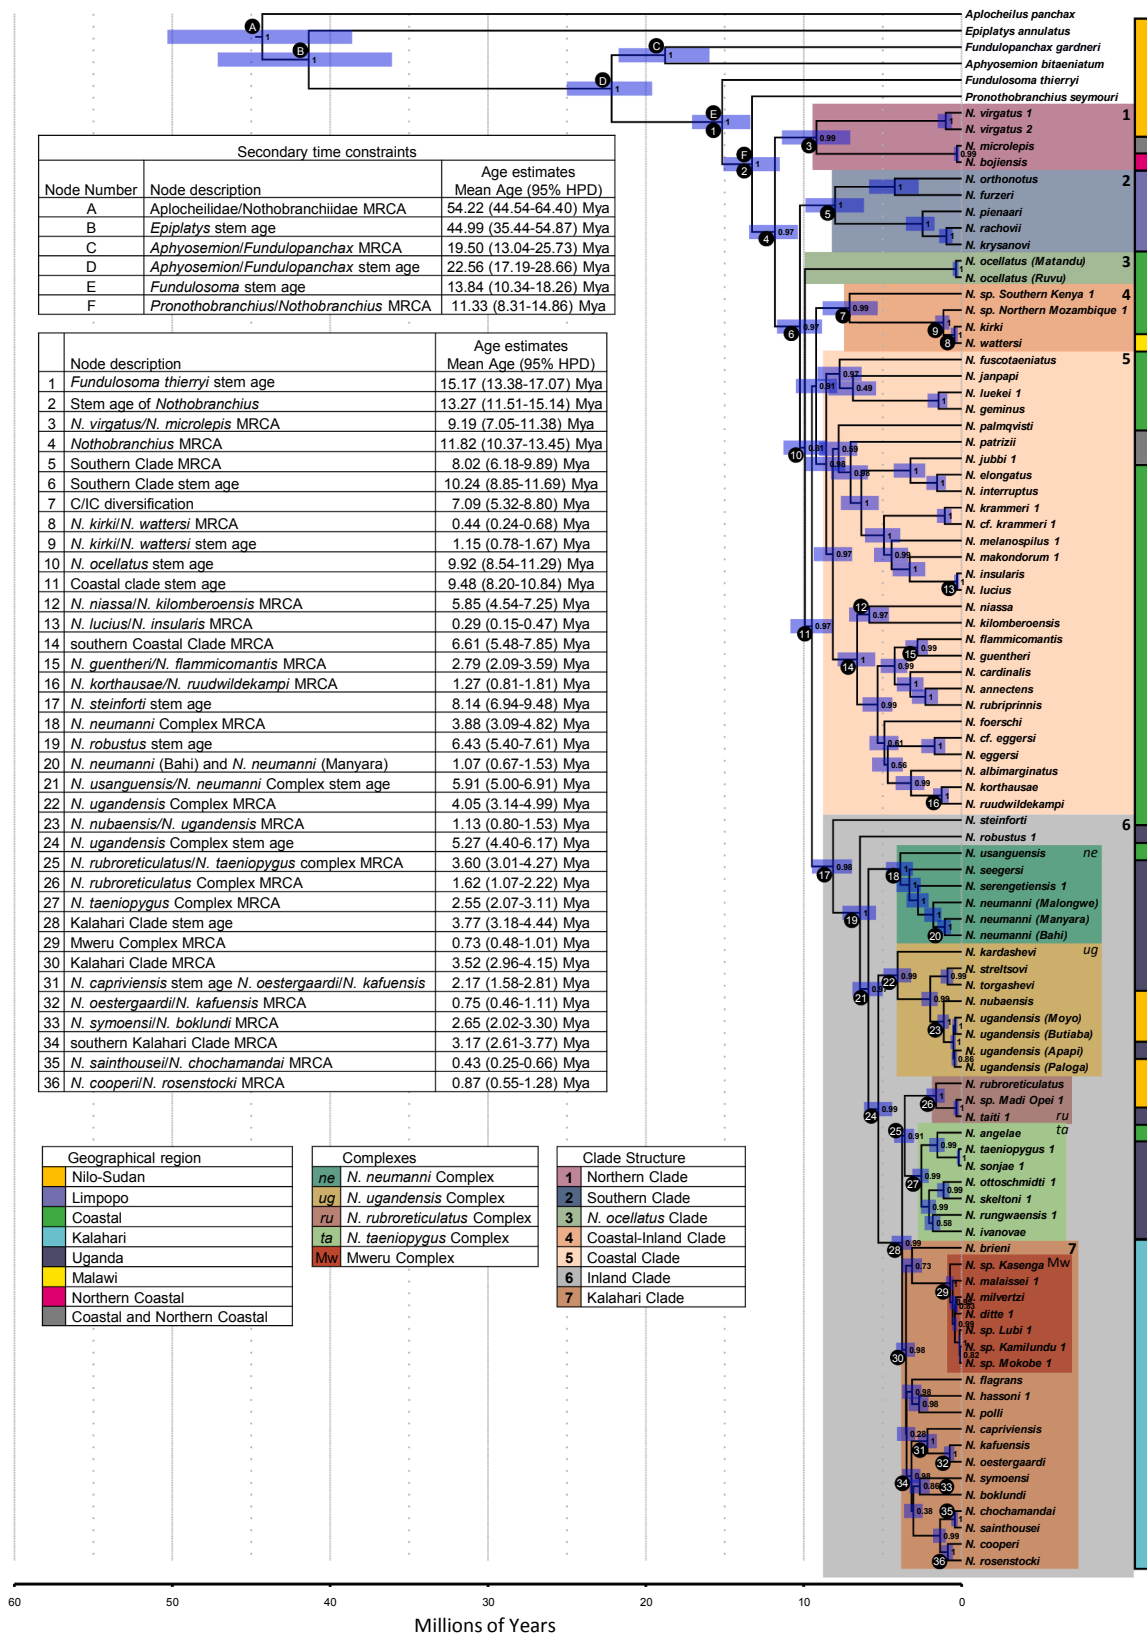 Aplocheilus panchax
Epiplatys annulatus
Fundulopanchax gardneri
Aphyosemion bitaeniatum
Fundulosoma thierryi
Pronothobranchius seymouri
N. virgatus 1
N. virgatus 2
N. microlepis
N. bojiensis
1
N. orthonotus
N. furzeri
N. pienaari
N. rachovii
N. krysanovi
2
N. ocellatus (Matandu)
N. ocellatus (Ruvu)
3
N. sp. Southern Kenya 1
N. sp. Northern Mozambique 1
N. kirki
N. wattersi
4
N. fuscotaeniatus
N. janpapi
N. luekei 1
N. geminus
N. palmqvisti
N. patrizii
N. jubbi 1
N. elongatus
N. interruptus
N. krammeri 1
N. cf. krammeri 1
N. melanospilus 1
N. makondorum 1
N. insularis
N. lucius
N. niassa
N. kilomberoensis
N. flammicomantis
N. guentheri
N. cardinalis
N. annectens
N. rubripinnis
N. foerschi
N. cf. eggersi
N. eggersi
N. albimarginatus
N. korthausae
N. ruudwildekampi
5
N. steinforti
N. robustus 1
6
N. usanguensis
N. seegersi
N. serengetiensis 1
N. neumanni (Malongwe)
N. neumanni (Manyara)
N. neumanni (Bahi)
ne
N. kardashevi
N. streltsovi
N. torgashevi
N. nubaensis
N. ugandensis (Moyo)
N. ugandensis (Butiaba)
N. ugandensis (Apapi)
N. ugandensis (Paloga)
ug
N. rubroreticulatus
N. sp. Madi Opei 1
N. taiti 1
ru
N. angelae
N. taeniopygus 1
N. sonjae 1
N. ottoschmidti 1
N. skeltoni 1
N. rungwaensis 1
N. ivanovae
ta
N. brieni
7
N. sp. Kasenga
N. malaissei 1
N. milvertzi
N. ditte 1
N. sp. Lubi 1
N. sp. Kamilundu 1
N. sp. Mokobe 1
Mw
N. flagrans
N. hassoni 1
N. polli
N. capriviensis
N. kafuensis
N. oestergaardi
N. symoensi
N. boklundi
N. chochamandai
N. sainthousei
N. cooperi
N. rosenstocki
Secondary time constraints
Node Number Node description Age estimates Mean Age (95% HPD)
A Aplocheilidae/Nothobranchiidae MRCA 54.22 (44.54-64.40) Mya
B Epiplatys stem age 44.99 (35.44-54.87) Mya
C Aphyosemion/Fundulopanchax MRCA 19.50 (13.04-25.73) Mya
D Aphyosemion/Fundulopanchax stem age 22.56 (17.19-28.66) Mya
E Fundulosoma stem age 13.84 (10.34-18.26) Mya
F Pronothobranchius/Nothobranchius MRCA 11.33 (8.31-14.86) Mya
Node description Age estimates Mean Age (95% HPD)
1 Fundulosoma thierryi stem age 15.17 (13.38-17.07) Mya
2 Stem age of Nothobranchius 13.27 (11.51-15.14) Mya
3 N. virgatus/N. microlepis MRCA 9.19 (7.05-11.38) Mya
4 Nothobranchius MRCA 11.82 (10.37-13.45) Mya
5 Southern Clade MRCA 8.02 (6.18-9.89) Mya
6 Southern Clade stem age 10.24 (8.85-11.69) Mya
7 C/IC diversification 7.09 (5.32-8.80) Mya
8 N. kirki/N. wattersi MRCA 0.44 (0.24-0.68) Mya
9 N. kirki/N. wattersi stem age 1.15 (0.78-1.67) Mya
10 N. ocellatus stem age 9.92 (8.54-11.29) Mya
11 Coastal clade stem age 9.48 (8.20-10.84) Mya
12 N. niassa/N. kilomberoensis MRCA 5.85 (4.54-7.25) Mya
13 N. lucius/N. insularis MRCA 0.29 (0.15-0.47) Mya
14 southern Coastal Clade MRCA 6.61 (5.48-7.85) Mya
15 N. guentheri/N. flammicomantis MRCA 2.79 (2.09-3.59) Mya
16 N. korthausae/N. ruudwildekampi MRCA 1.27 (0.81-1.81) Mya
17 N. steinforti stem age 8.14 (6.94-9.48) Mya
18 N. neumanni Complex MRCA 3.88 (3.09-4.82) Mya
19 N. robustus stem age 6.43 (5.40-7.61) Mya
20 N. neumanni (Bahi) and N. neumanni (Manyara) 1.07 (0.67-1.53) Mya
21 N. usanguensis/N. neumanni Complex stem age 5.91 (5.00-6.91) Mya
22 N. ugandensis Complex MRCA 4.05 (3.14-4.99) Mya
23 N. nubaensis/N. ugandensis MRCA 1.13 (0.80-1.53) Mya
24 N. ugandensis Complex stem age 5.27 (4.40-6.17) Mya
25 N. rubroreticulatus/N. taeniopygus complex MRCA 3.60 (3.01-4.27) Mya
26 N. rubroreticulatus Complex MRCA 1.62 (1.07-2.22) Mya
27 N. taeniopygus Complex MRCA 2.55 (2.07-3.11) Mya
28 Kalahari Clade stem age 3.77 (3.18-4.44) Mya
29 Mweru Complex MRCA 0.73 (0.48-1.01) Mya
30 Kalahari Clade MRCA 3.52 (2.96-4.15) Mya
31 N. capriviensis stem age N. oestergaardi/N. kafuensis 2.17 (1.58-2.81) Mya
32 N. oestergaardi/N. kafuensis MRCA 0.75 (0.46-1.11) Mya
33 N. symoensi/N. boklundi MRCA 2.65 (2.02-3.30) Mya
34 southern Kalahari Clade MRCA 3.17 (2.61-3.77) Mya
35 N. sainthousei/N. chochamandai MRCA 0.43 (0.25-0.66) Mya
36 N. cooperi/N. rosenstocki MRCA 0.87 (0.55-1.28) Mya
Geographical region
Nilo-Sudan
Limpopo
Coastal
Kalahari
Uganda
Malawi
Northern Coastal
Coastal and Northern Coastal
Complexes
ne N. neumanni Complex
ug N. ugandensis Complex
ru N. rubroreticulatus Complex
ta N. taeniopygus Complex
Mw Mweru Complex
Clade Structure
1 Northern Clade
2 Southern Clade
3 N. ocellatus Clade
4 Coastal-Inland Clade
5 Coastal Clade
6 Inland Clade
7 Kalahari Clade
60 50 40 30 20 10 0
Millions of Years